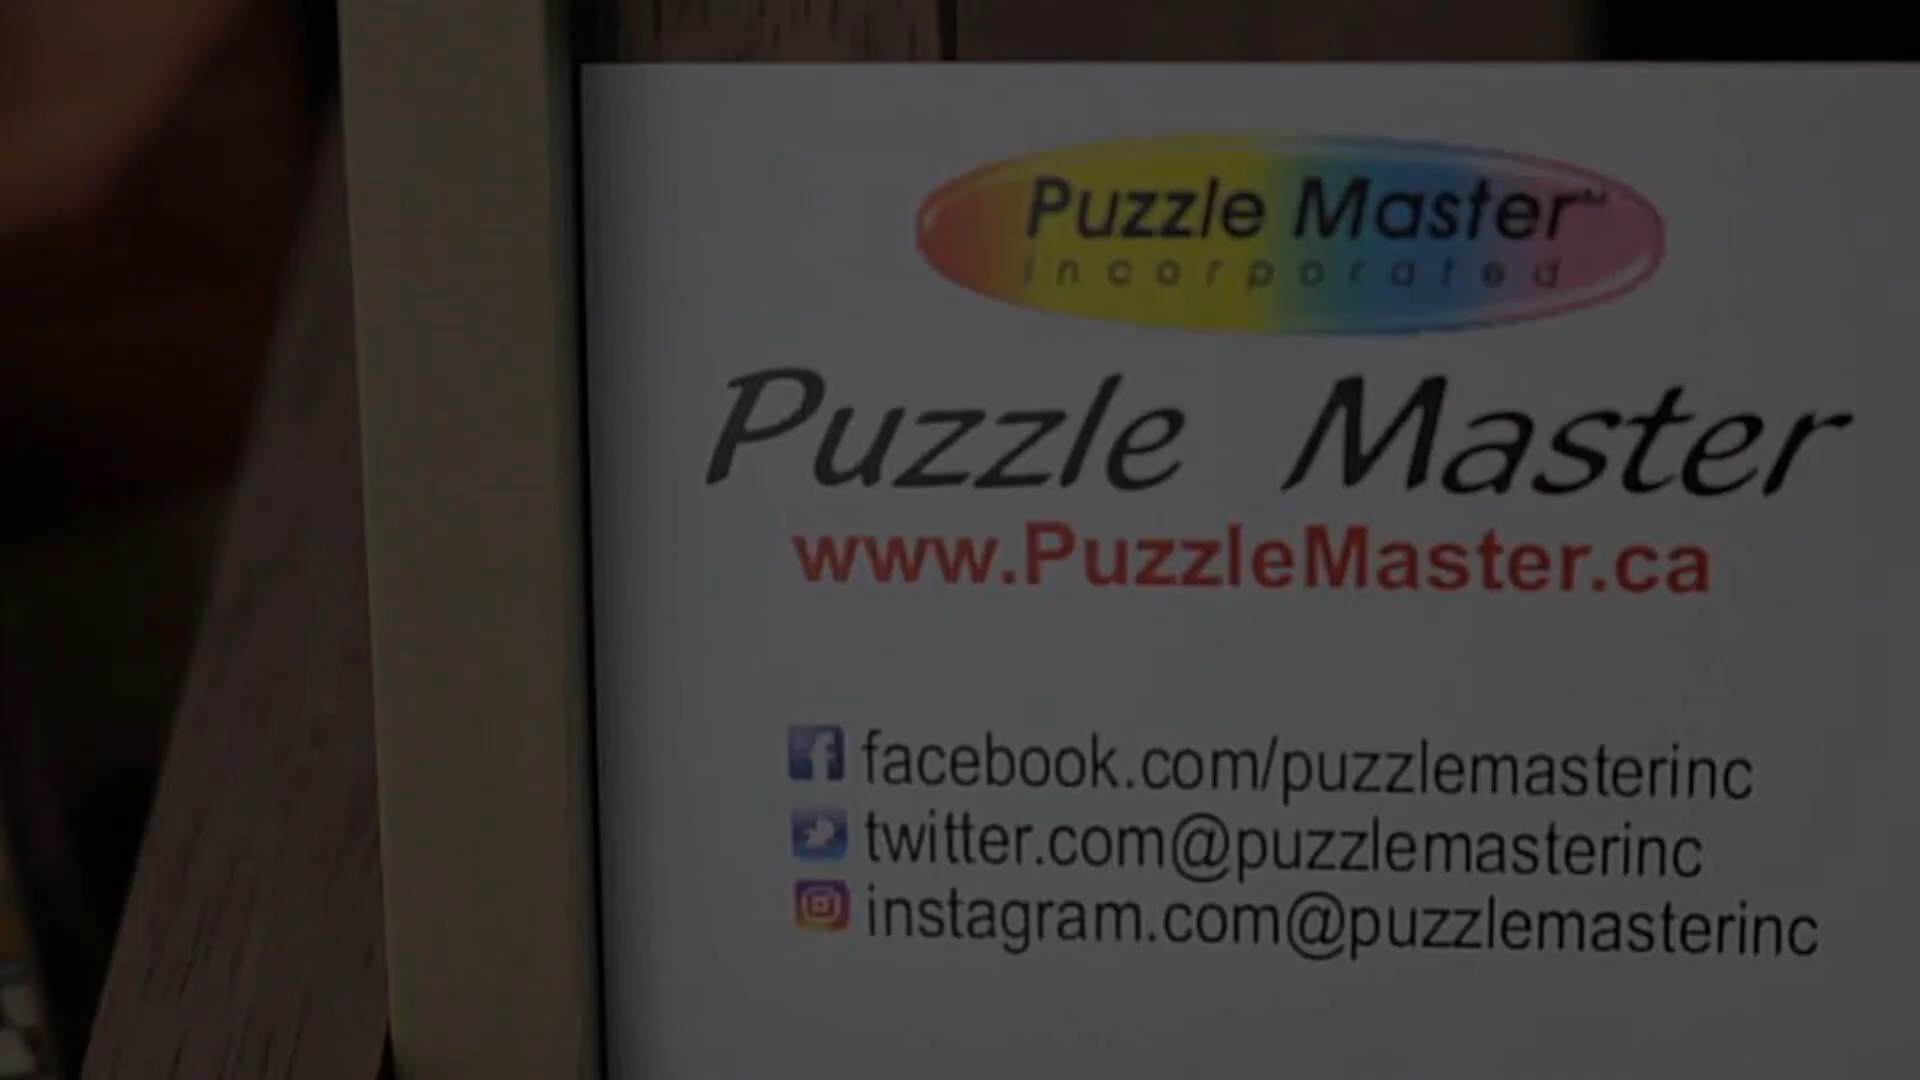 Puzzle Master™
incorporated
Puzzle Master
www.PuzzleMaster.ca
facebook.com/puzzlemasterinc
twitter.com@puzzlemasterinc
instagram.com@puzzlemasterinc